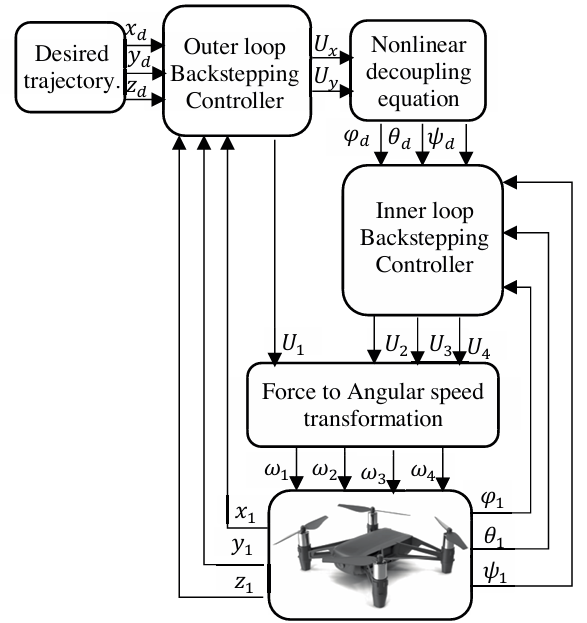 Desired
trajectory.
x_d
y_d
z_d
Outer loop
Backstepping
Controller
U_x
U_y
Nonlinear
decoupling
equation
φ_d θ_d ψ_d
Inner loop
Backstepping
Controller
U_1
U_2 U_3 U_4
Force to Angular speed
transformation
ω_1 ω_2 ω_3 ω_4
x_1
y_1
z_1
φ_1
θ_1
ψ_1